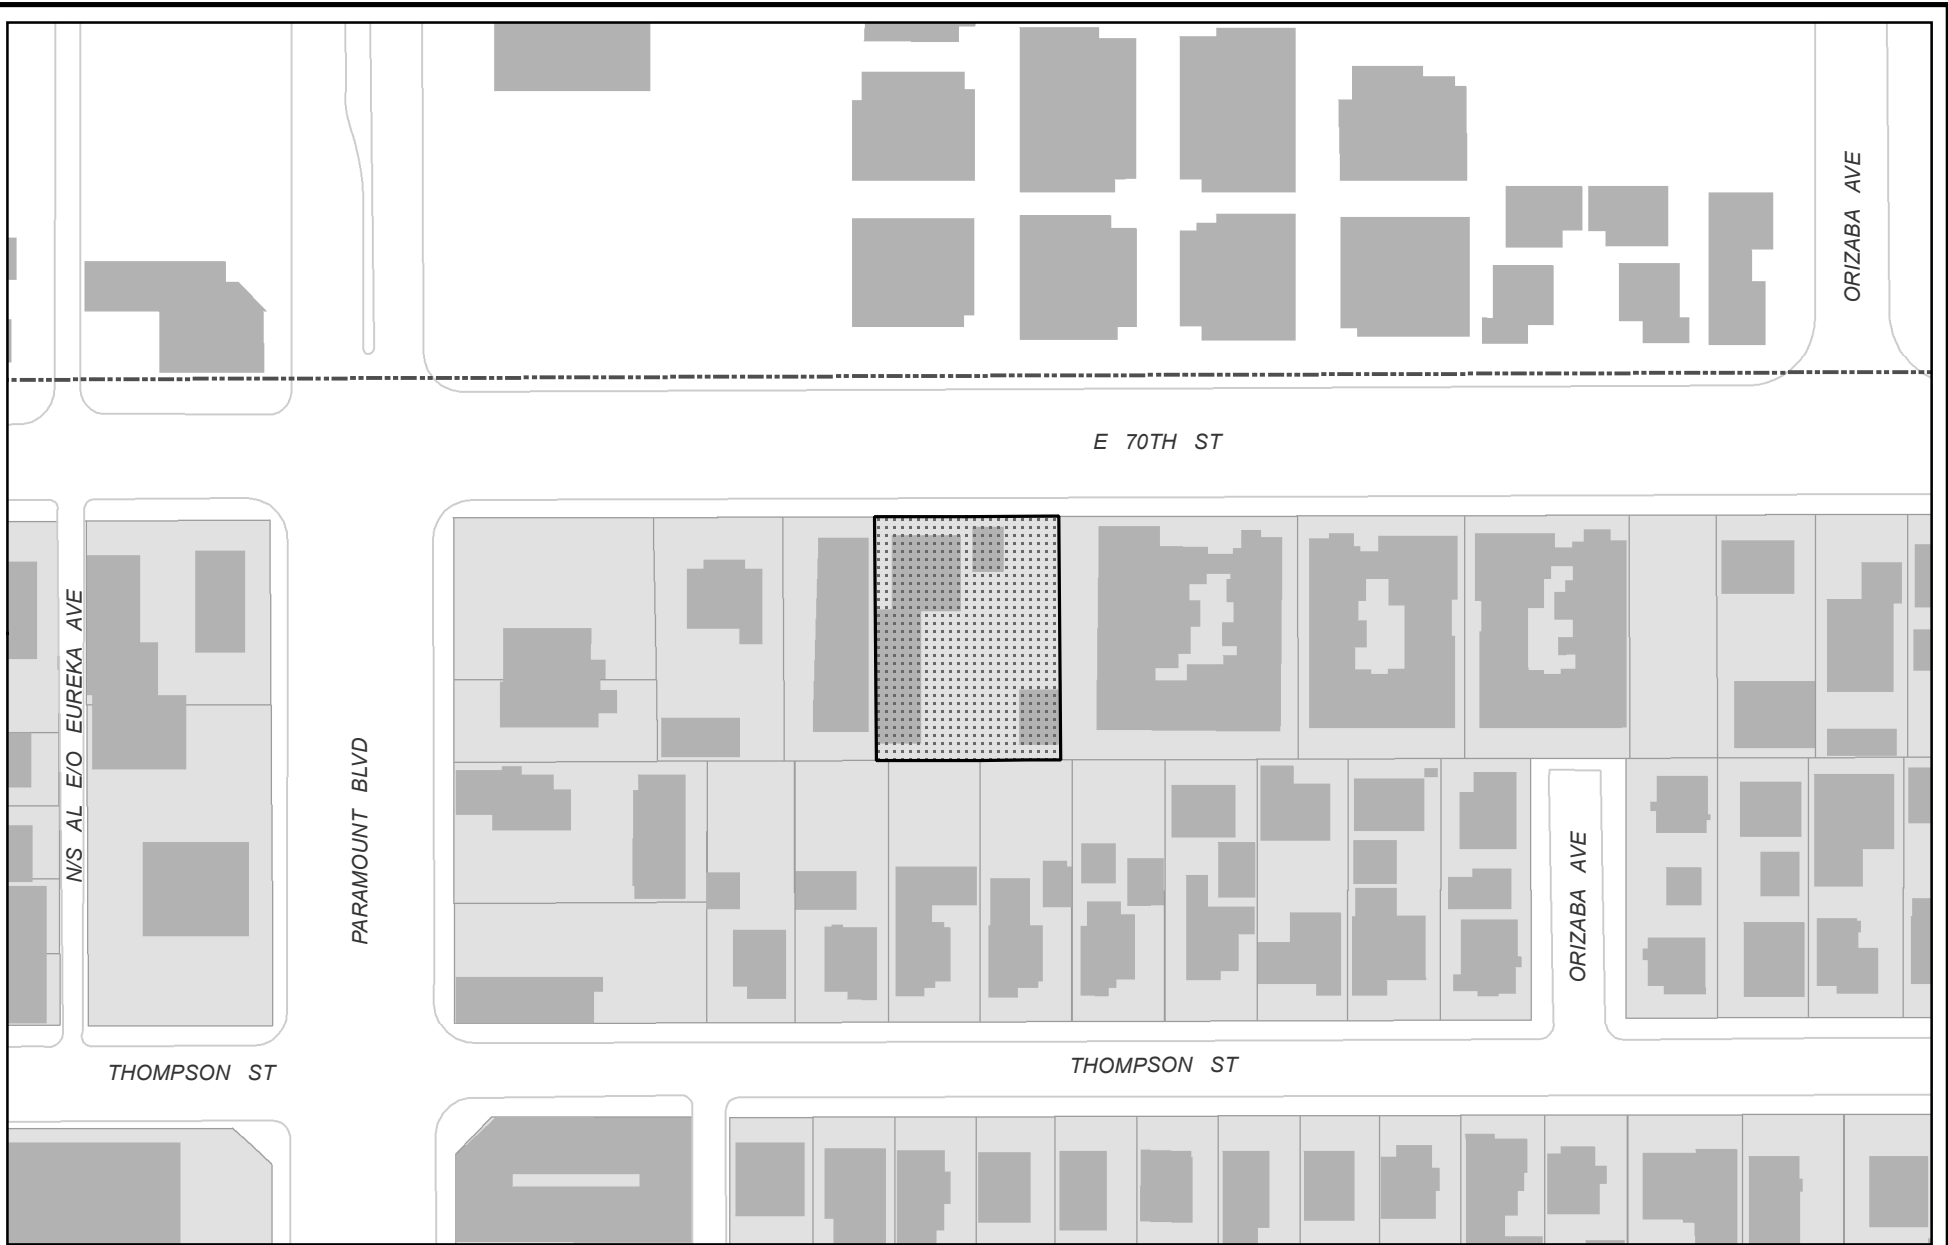 ORIZABA AVE
E 70TH ST
N/S AL E/O EUREKA AVE
PARAMOUNT BLVD
ORIZABA AVE
THOMPSON ST
THOMPSON ST